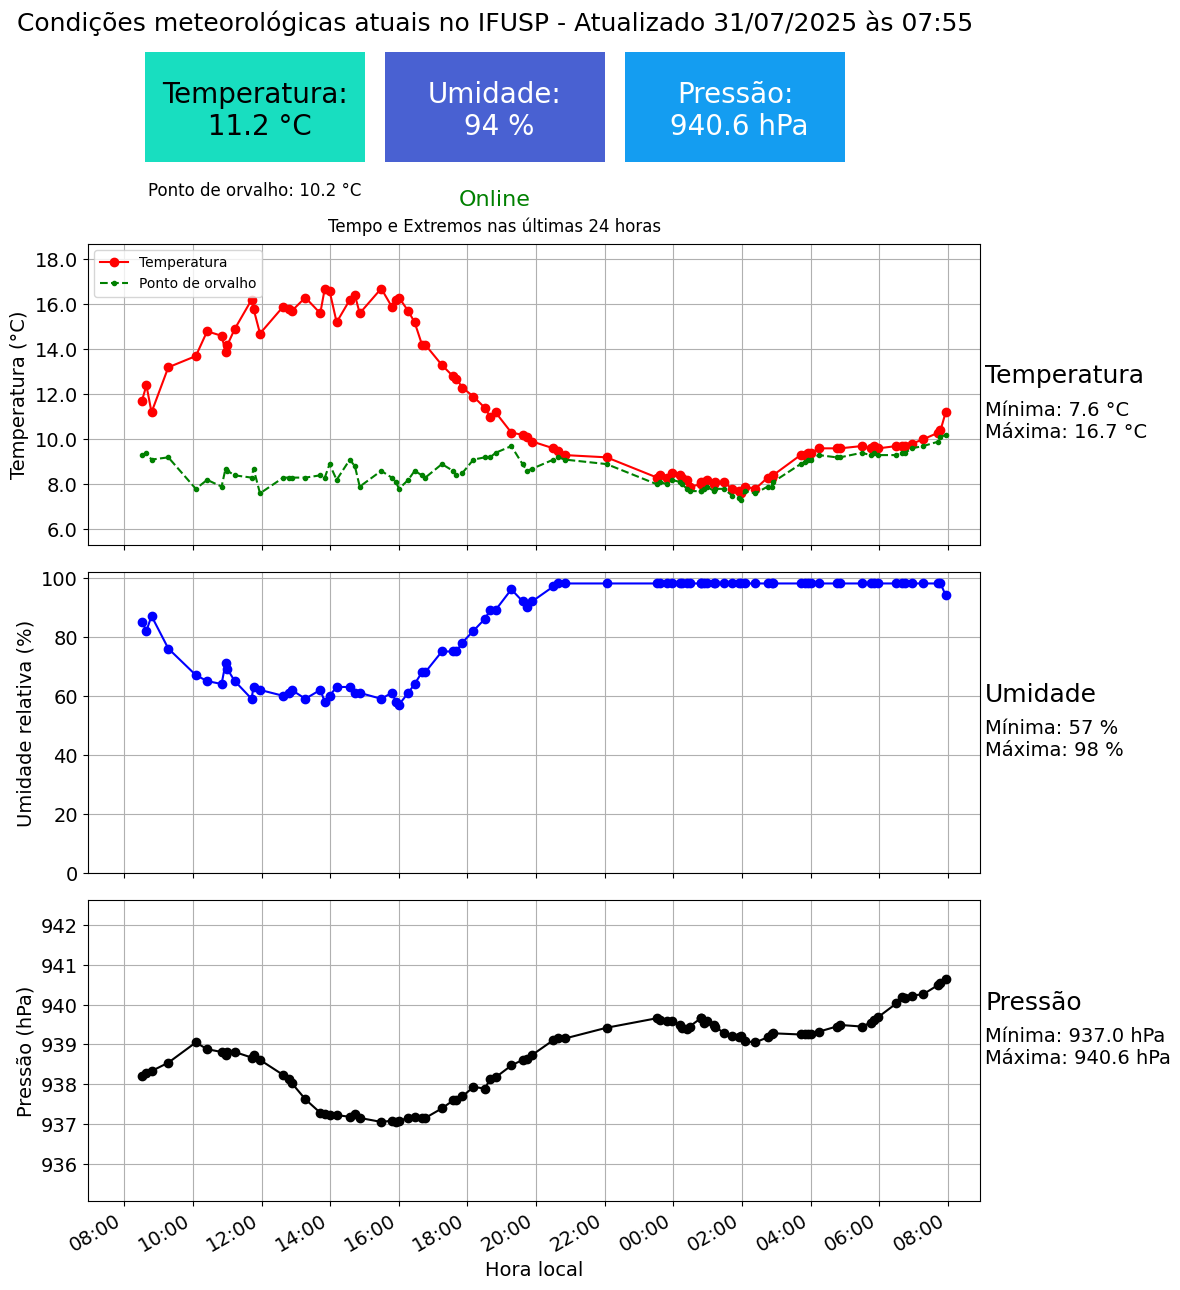 Condições meteorológicas atuais no IFUSP - Atualizado 31/07/2025 às 07:55
Temperatura:
11.2 °C
Umidade:
94 %
Pressão:
940.6 hPa
Ponto de orvalho: 10.2 °C
Online
Tempo e Extremos nas últimas 24 horas
Temperatura (°C)
18.0
16.0
14.0
12.0
10.0
8.0
6.0
Temperatura
Ponto de orvalho
Temperatura
Mínima: 7.6 °C
Máxima: 16.7 °C
Umidade relativa (%)
100
80
60
40
20
0
Umidade
Mínima: 57 %
Máxima: 98 %
Pressão (hPa)
942
941
940
939
938
937
936
Pressão
Mínima: 937.0 hPa
Máxima: 940.6 hPa
08:00
10:00
12:00
14:00
16:00
18:00
20:00
22:00
00:00
02:00
04:00
06:00
08:00
Hora local